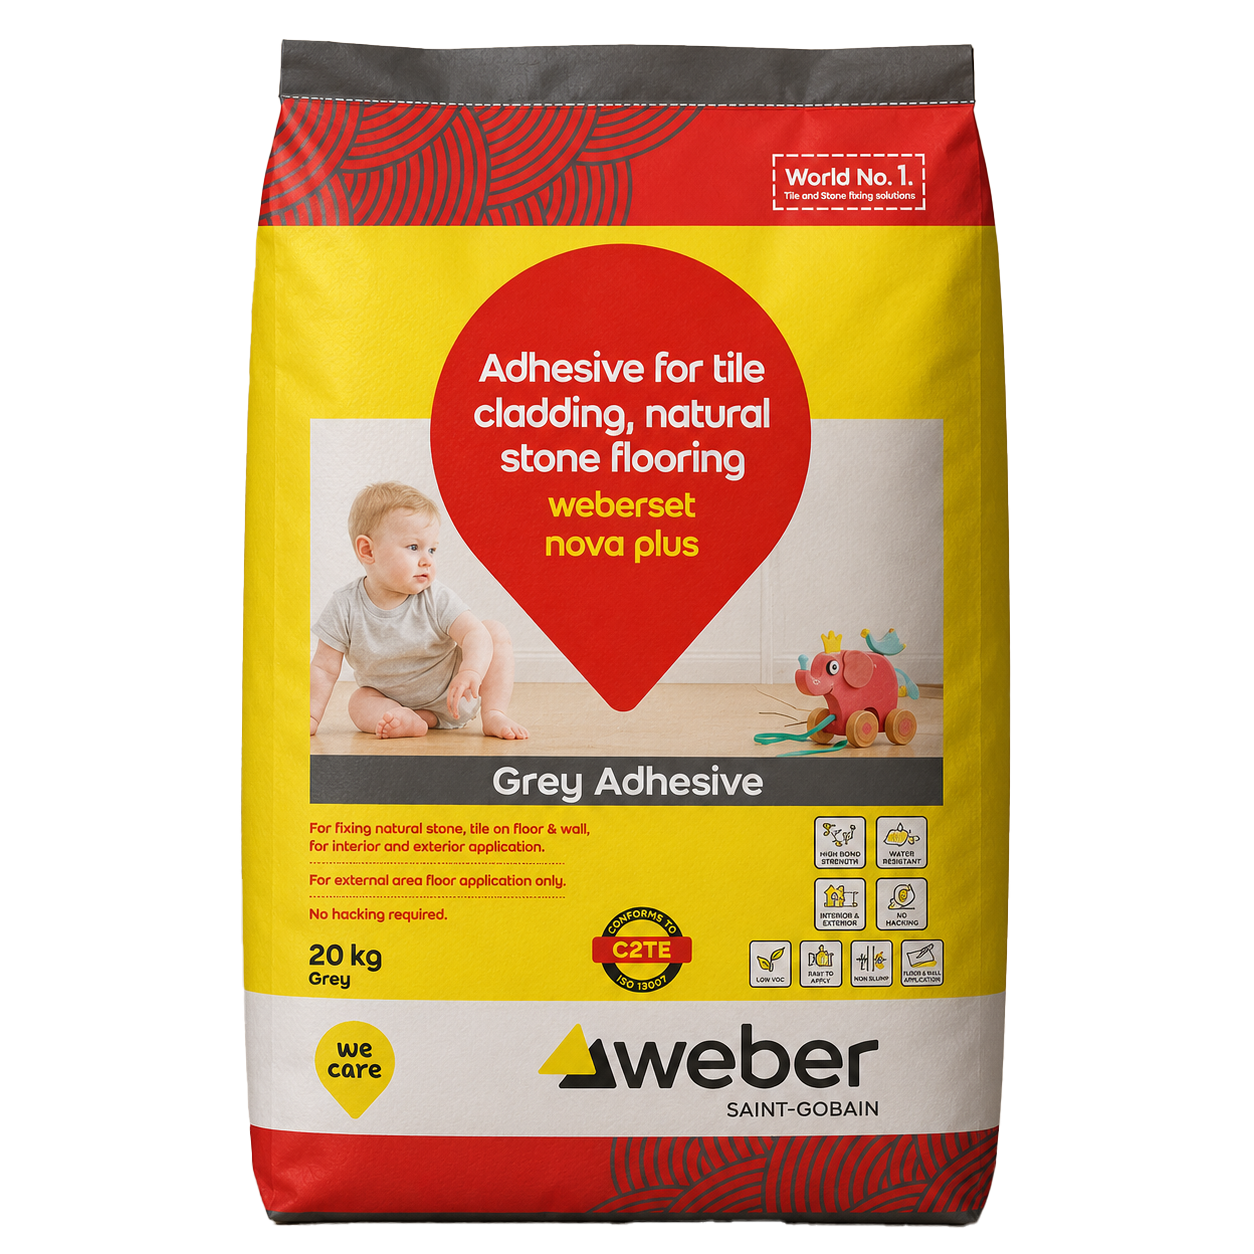 World No. 1.
Tile and Stone fixing solutions
Adhesive for tile
cladding, natural
stone flooring
weberset
nova plus
Grey Adhesive
For fixing natural stone, tile on floor & wall,
for interior and exterior application.
For external area floor application only.
No hacking required.
20 kg
Grey
CONFORMS TO
C2TE
ISO 13007
HIGH BOND
STRENGTH
WATER
RESISTANT
INTERIOR &
EXTERIOR
NO
HACKING
LOW VOC
TO
APPLY
NON SLUMP
APPLICATION
we
care
weber
SAINT-GOBAIN